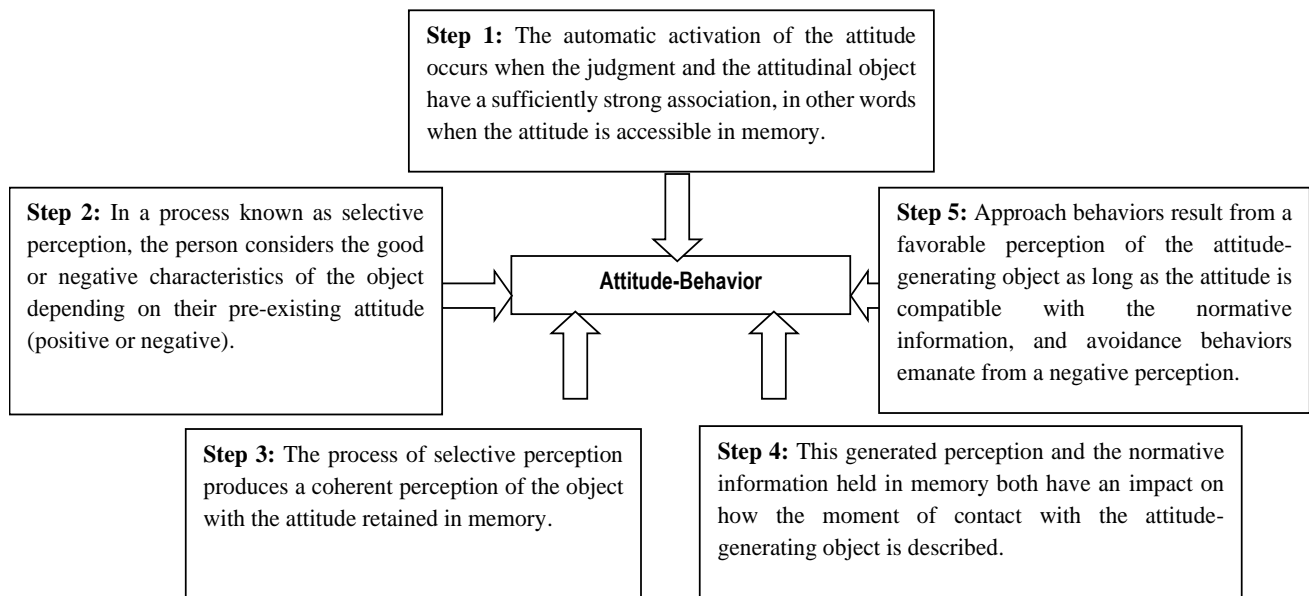 Step 1: The automatic activation of the attitude
occurs when the judgment and the attitudinal object
have a sufficiently strong association, in other words
when the attitude is accessible in memory.
Step 2: In a process known as selective
perception, the person considers the good
or negative characteristics of the object
depending on their pre-existing attitude
(positive or negative).
Attitude-Behavior
Step 5: Approach behaviors result from a
favorable perception of the attitude-
generating object as long as the attitude is
compatible with the normative
information, and avoidance behaviors
emanate from a negative perception.
Step 3: The process of selective perception
produces a coherent perception of the object
with the attitude retained in memory.
Step 4: This generated perception and the normative
information held in memory both have an impact on
how the moment of contact with the attitude-
generating object is described.